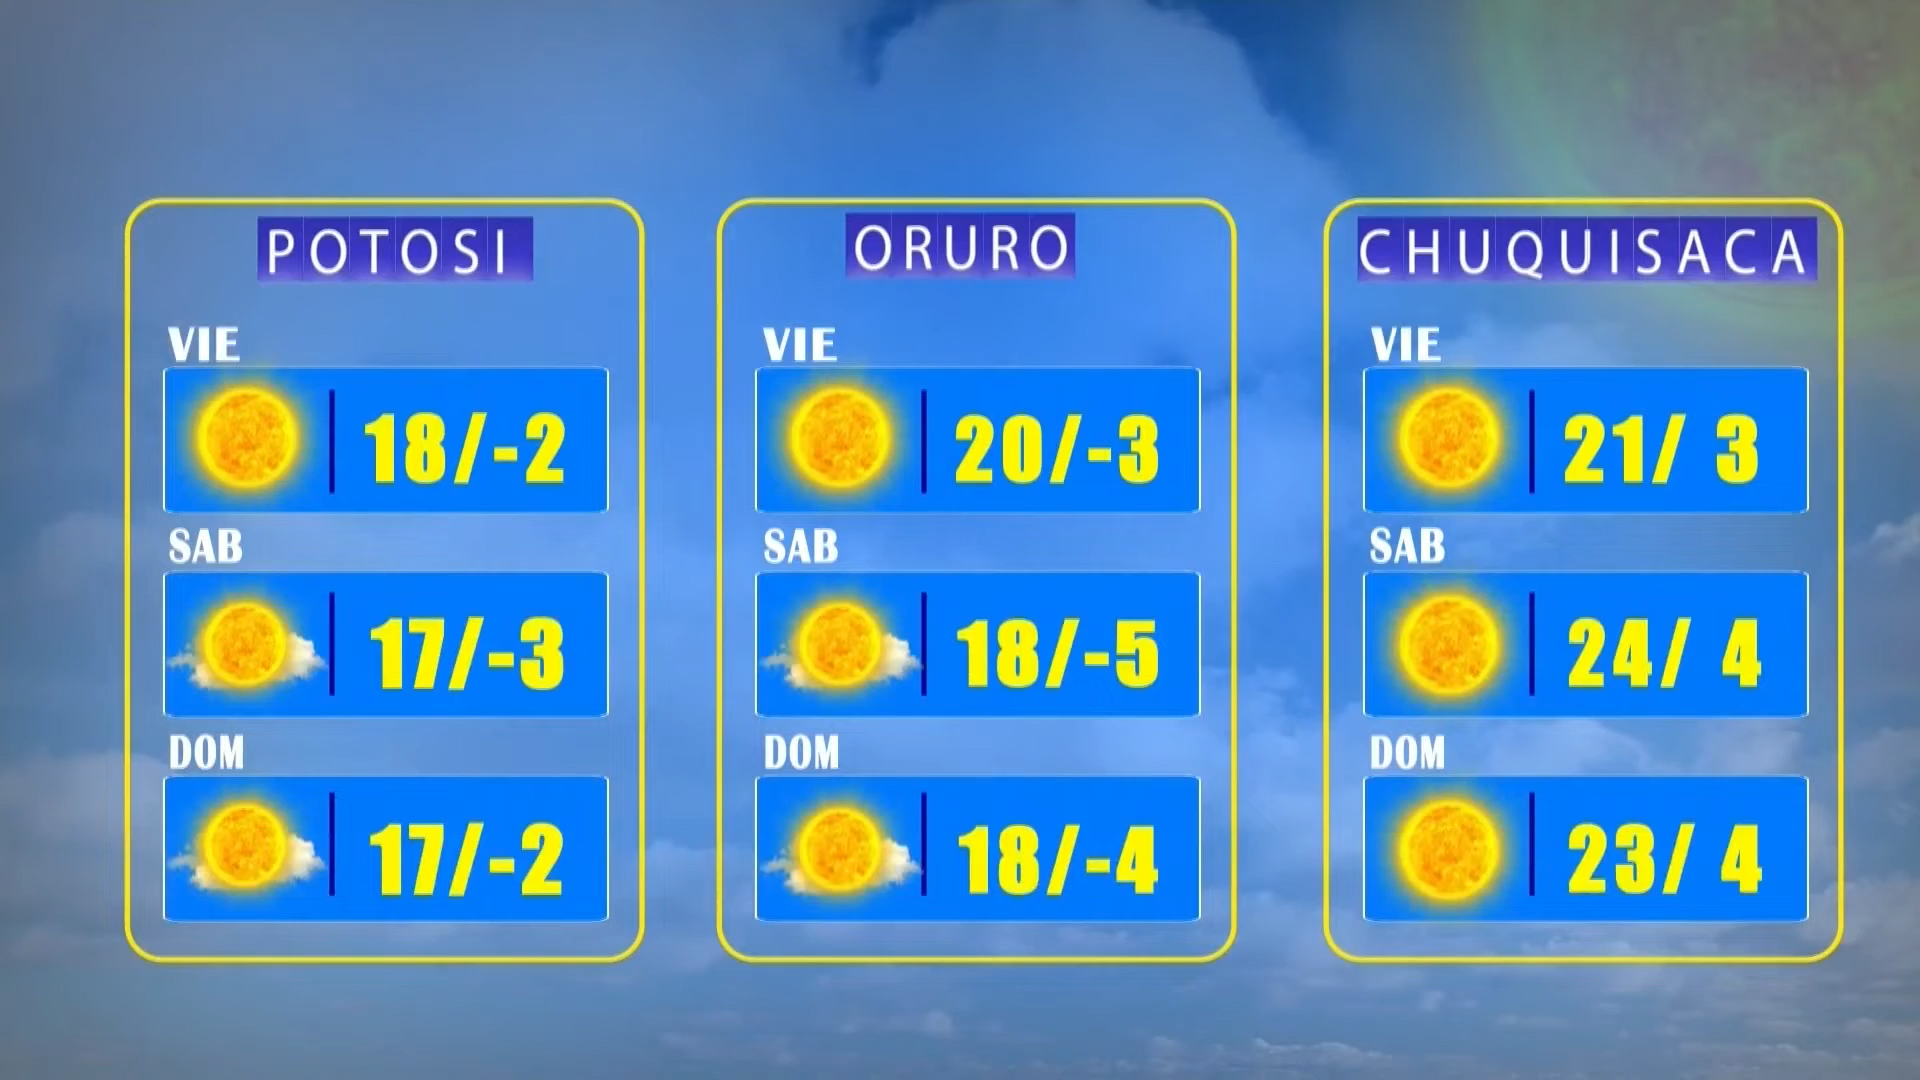 POTOSI
VIE
18/-2
SAB
17/-3
DOM
17/-2
ORURO
VIE
20/-3
SAB
18/-5
DOM
18/-4
CHUQUISACA
VIE
21/ 3
SAB
24/ 4
DOM
23/ 4